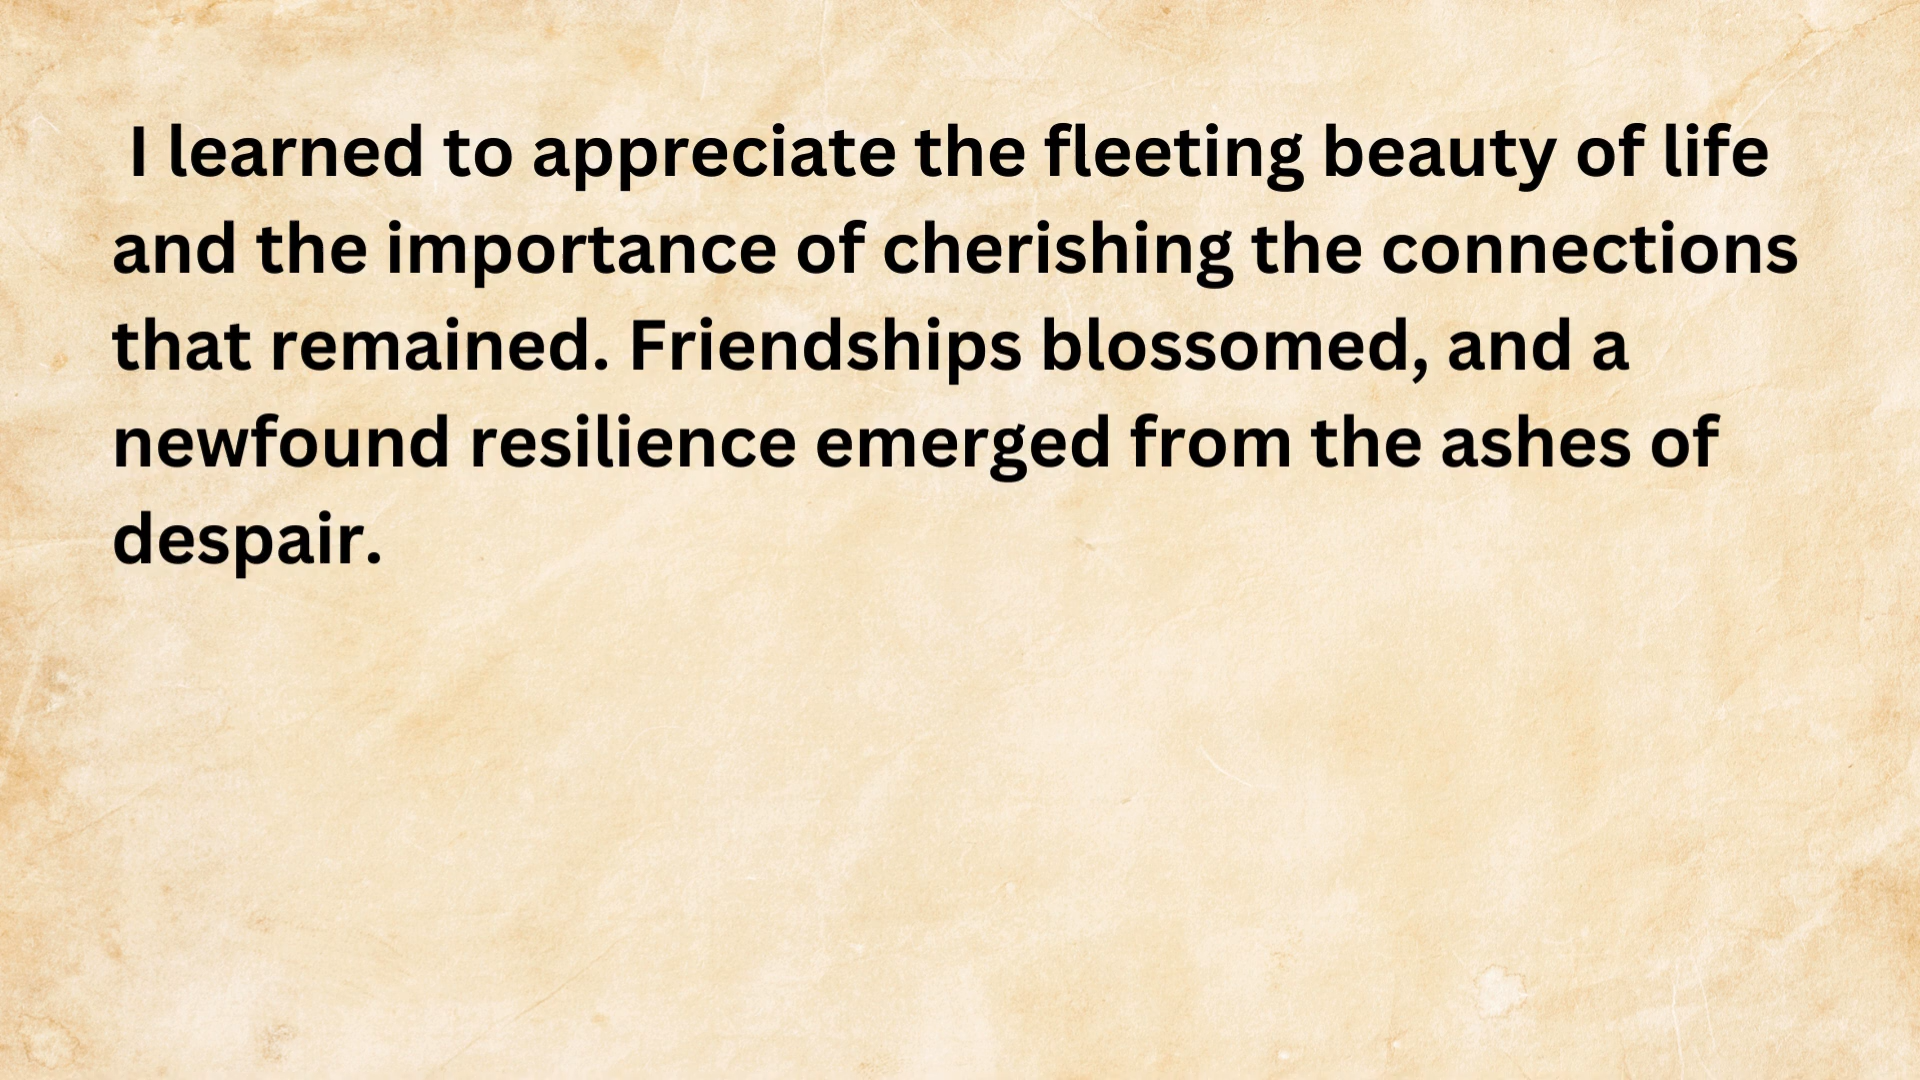 I learned to appreciate the fleeting beauty of life
and the importance of cherishing the connections
that remained. Friendships blossomed, and a
newfound resilience emerged from the ashes of
despair.